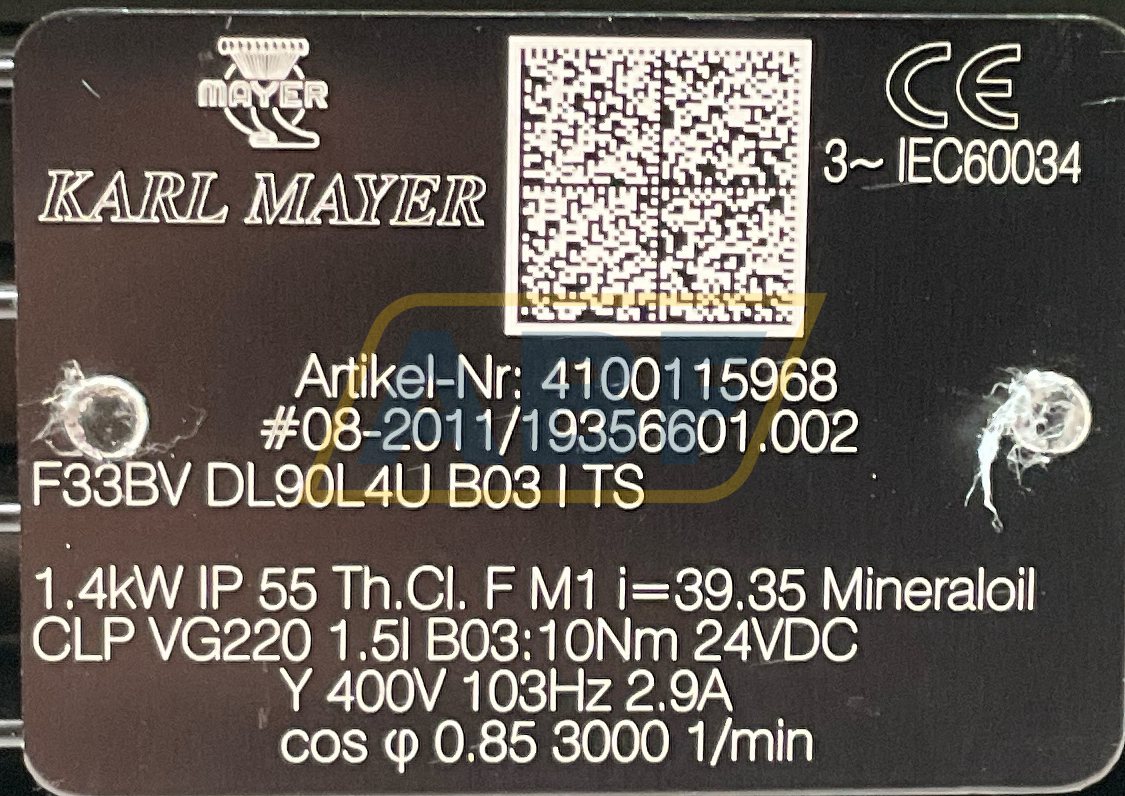 MAYER
KARL MAYER
CE
3~ IEC60034
Artikel-Nr: 4100115968
#08-2011/19356601.002
F33BV DL90L4U B03 I TS
1.4kW IP 55 Th.Cl. F M1 i=39.35 Mineraloil
CLP VG220 1.5l B03:10Nm 24VDC
Y 400V 103Hz 2.9A
cos φ 0.85 3000 1/min